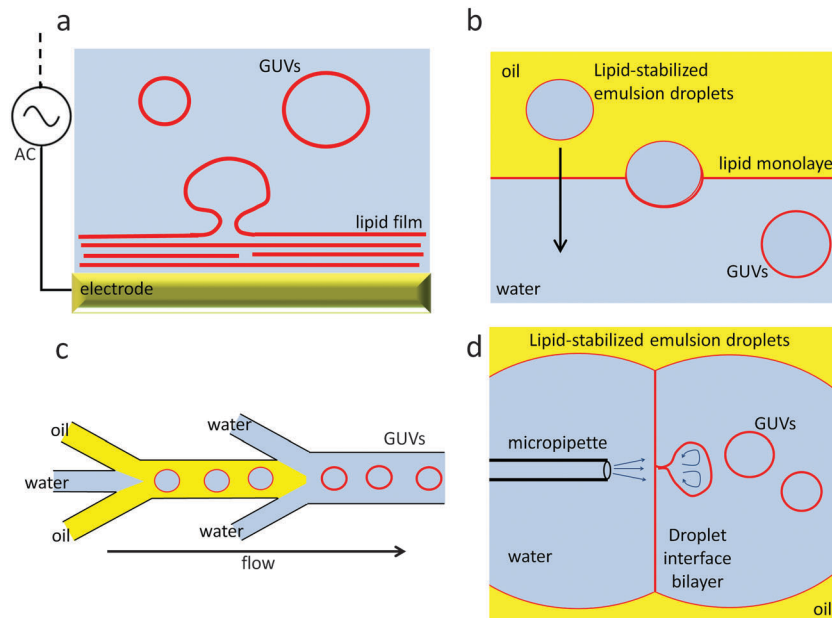 a
GUVs
AC
lipid film
electrode
b
oil
Lipid-stabilized
emulsion droplets
lipid monolaye
GUVs
water
c
oil
water
water
GUVs
oil
water
flow
d
Lipid-stabilized emulsion droplets
GUVs
micropipette
water
Droplet
interface
bilayer
oil